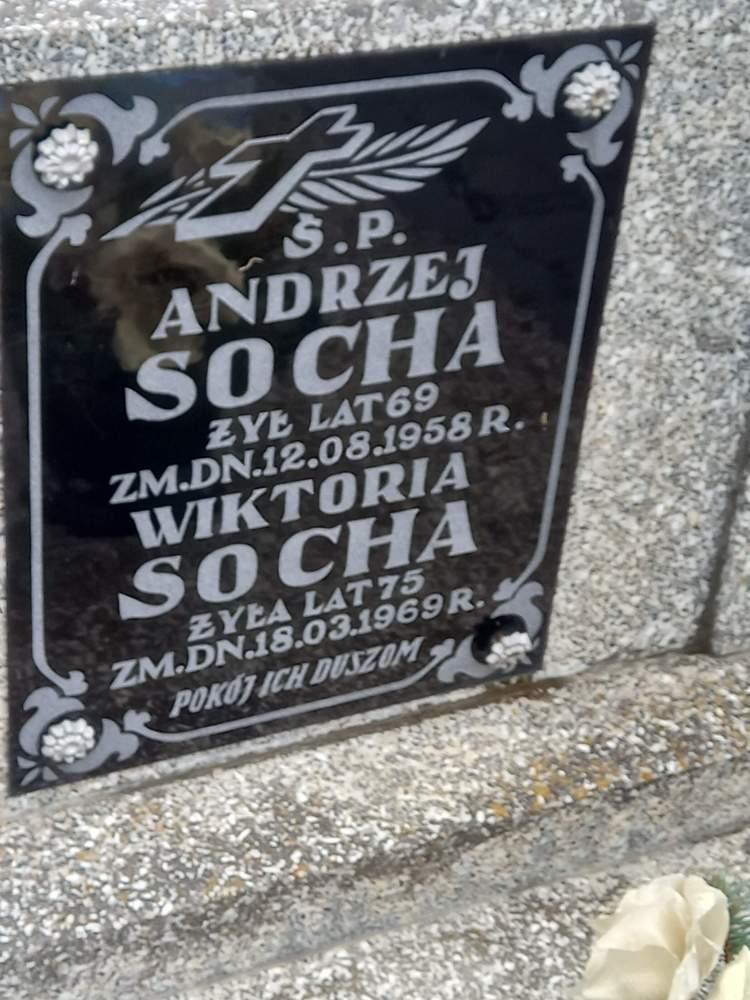 Ś.P.
ANDRZEJ
SOCHA
ŻYŁ LAT 69
ZM.DN.12.08.1958 R.
WIKTORIA
SOCHA
ŻYŁA LAT 75
ZM.DN.18.03.1969 R.
POKÓJ ICH DUSZOM